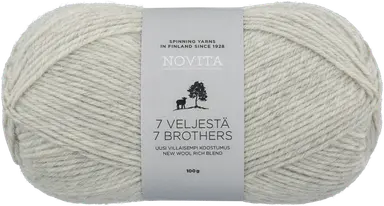 SPINNING YARNS
IN FINLAND SINCE 1928
NOVITA
7 VELJESTÄ
7 BROTHERS
UUSI VILLAISEMPI KOOSTUMUS
NEW WOOL RICH BLEND
100g